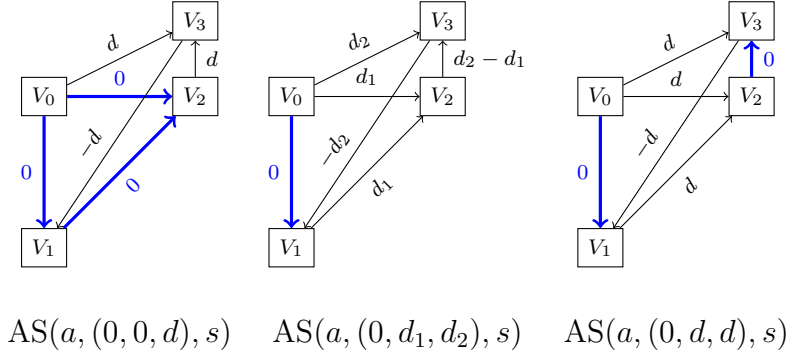 V₃
d
d
V₀
0
V₂
0
−d
0
V₁
AS(a, (0, 0, d), s)
V₃
d₂
d₂ − d₁
V₀
d₁
V₂
0
−d₂
d₁
V₁
AS(a, (0, d₁, d₂), s)
V₃
d
0
V₀
d
V₂
0
−d
d
V₁
AS(a, (0, d, d), s)